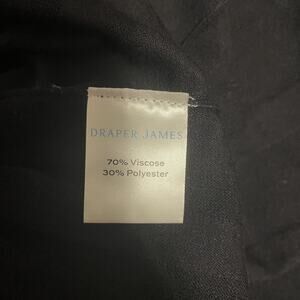 DRAPER JAMES
70% Viscose
30% Polyester